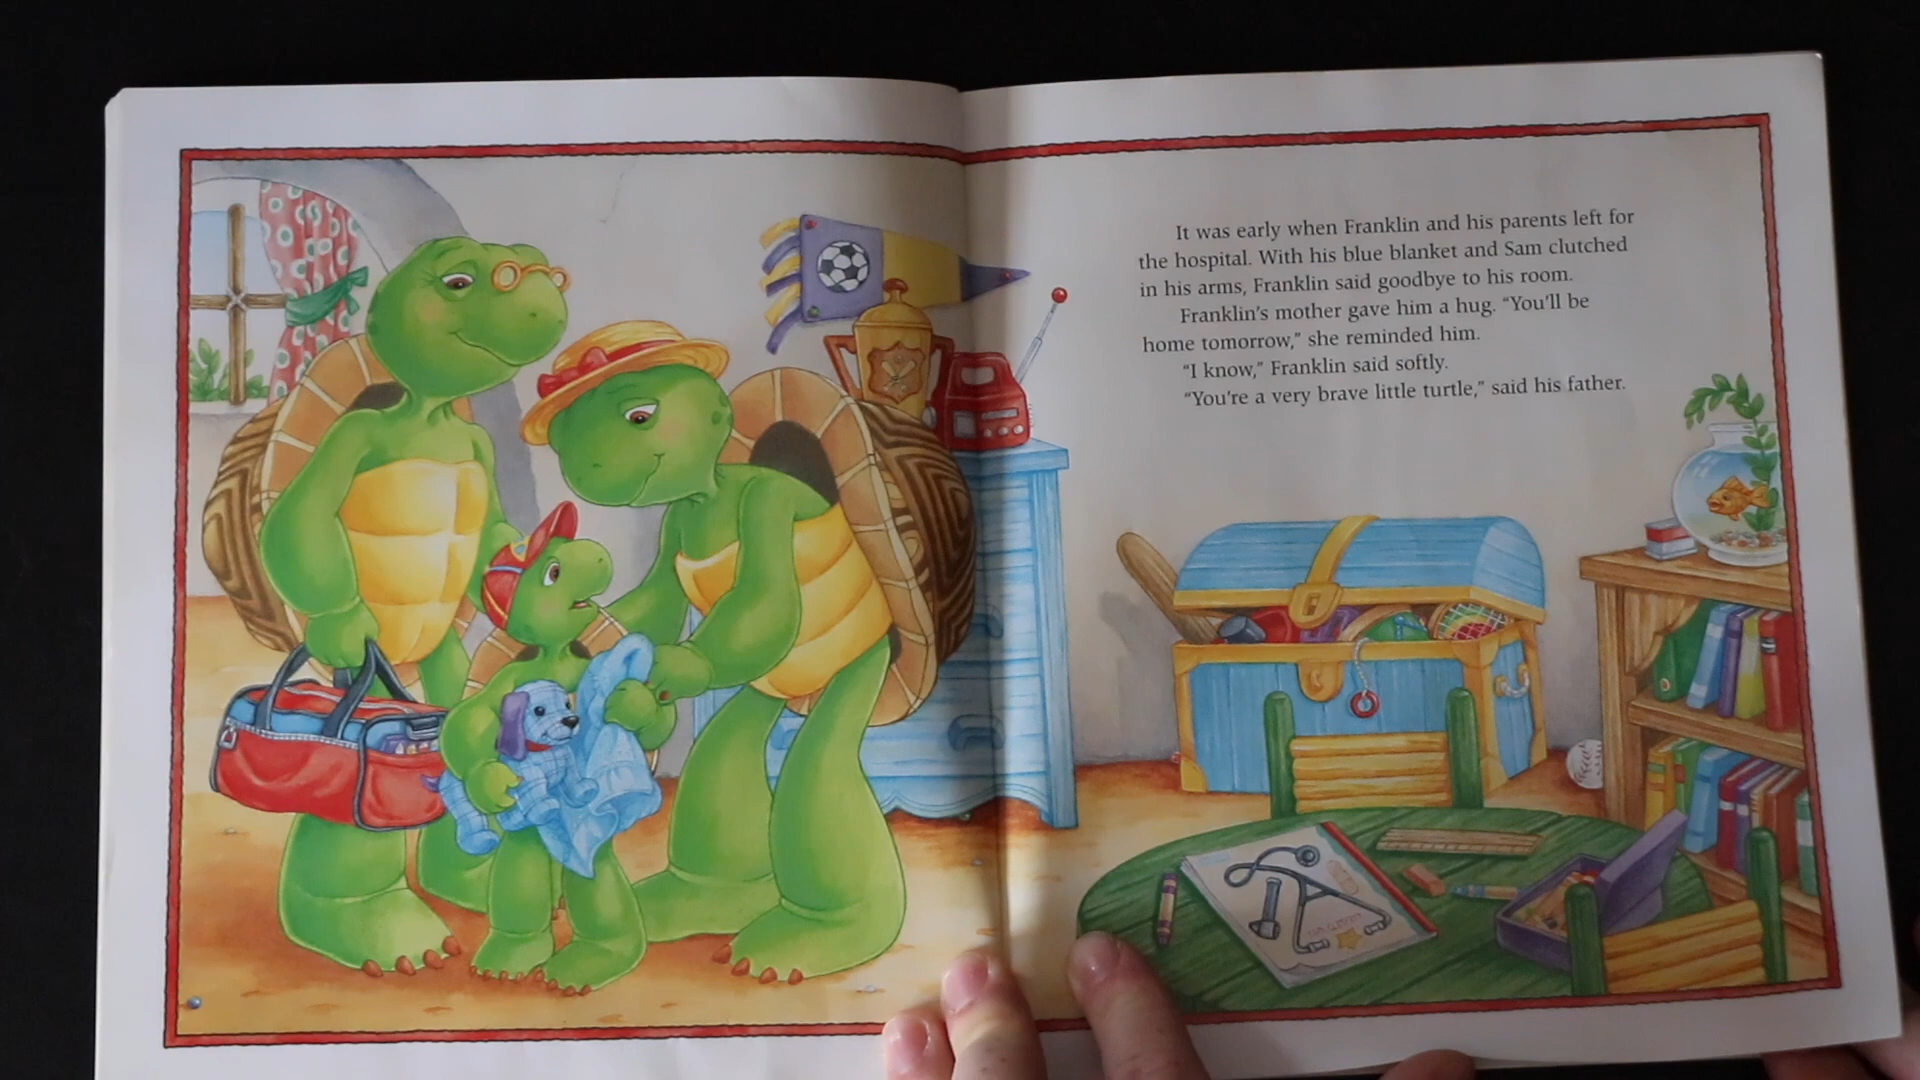 It was early when Franklin and his parents left for
the hospital. With his blue blanket and Sam clutched
in his arms, Franklin said goodbye to his room.
Franklin's mother gave him a hug. “You'll be
home tomorrow,” she reminded him.
“I know,” Franklin said softly.
“You're a very brave little turtle,” said his father.